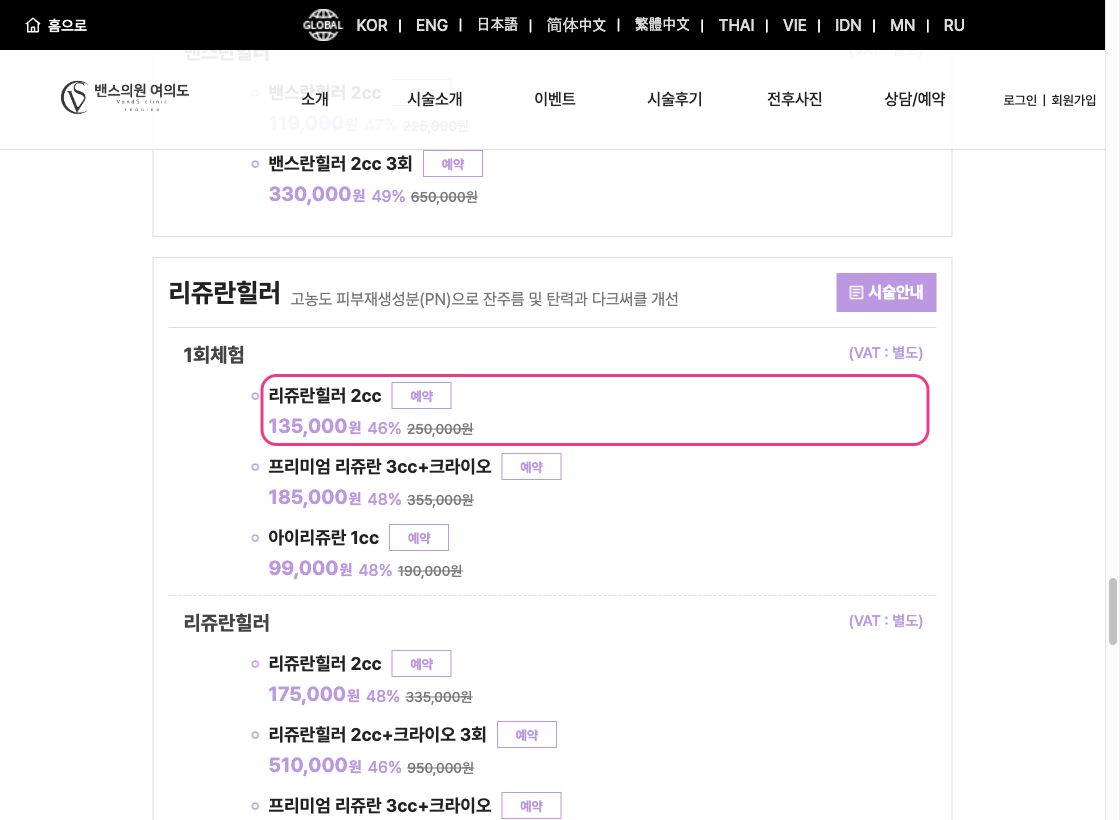 홈으로
GLOBAL KOR | ENG | 日本語 | 简体中文 | 繁體中文 | THAI | VIE | IDN | MN | RU
밴스의원 여의도
VandS clinic
YEOUIDO
소개 시술소개 이벤트 시술후기 전후사진 상담/예약
로그인 | 회원가입
밴스란힐러
밴스란힐러 2cc
119,000원 47% 225,000원
밴스란힐러 2cc 3회 예약
330,000원 49% 650,000원
리쥬란힐러 고농도 피부재생성분(PN)으로 잔주름 및 탄력과 다크써클 개선
시술안내
1회체험 (VAT : 별도)
리쥬란힐러 2cc 예약
135,000원 46% 250,000원
프리미엄 리쥬란 3cc+크라이오 예약
185,000원 48% 355,000원
아이리쥬란 1cc 예약
99,000원 48% 190,000원
리쥬란힐러 (VAT : 별도)
리쥬란힐러 2cc 예약
175,000원 48% 335,000원
리쥬란힐러 2cc+크라이오 3회 예약
510,000원 46% 950,000원
프리미엄 리쥬란 3cc+크라이오 예약